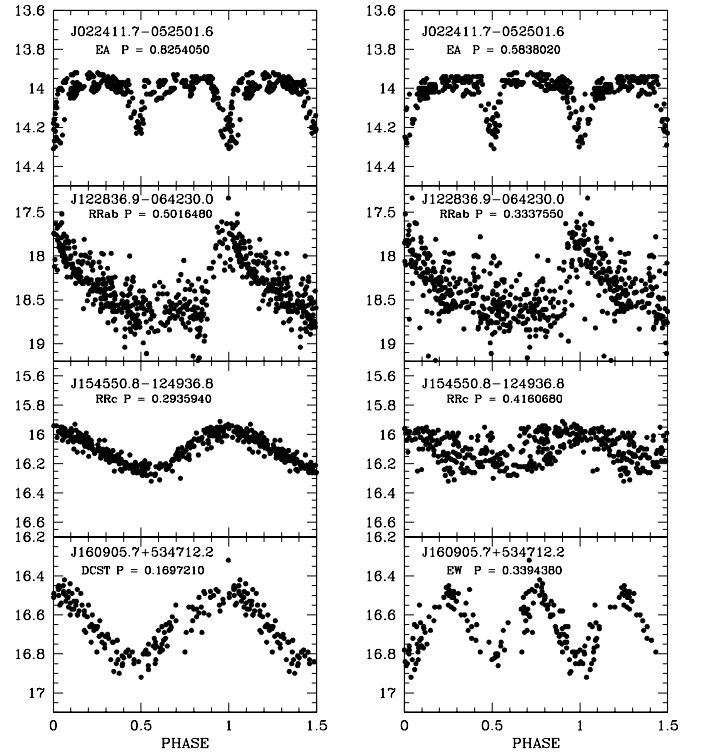 13.6
14
14.2
14.4
J022411.7−052501.6
EA P = 0.8254050
13.6
13.8
14
14.2
14.4
J022411.7−052501.6
EA P = 0.5838020
17.5
18
18.5
19
J122836.9−064230.0
RRab P = 0.5016480
17.5
18
18.5
19
J122836.9−064230.0
RRab P = 0.3337550
15.6
16
16.2
16.4
16.6
J154550.8−124936.8
RRc P = 0.2935940
15.6
15.8
16
16.2
16.4
16.6
J154550.8−124936.8
RRc P = 0.4160680
16.2
16.4
16.6
16.8
17
J160905.7+534712.2
DCST P = 0.1697210
16.2
16.4
16.6
16.8
17
J160905.7+534712.2
EW P = 0.3394380
0 0.5 1 1.5
PHASE
0 0.5 1 1.5
PHASE